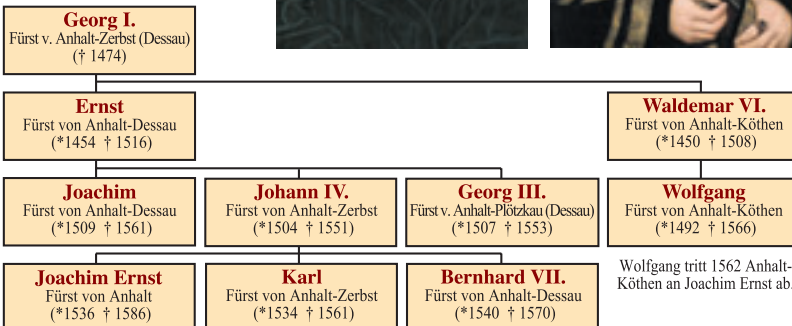 Georg I.
Fürst v. Anhalt-Zerbst (Dessau)
(† 1474)
Ernst
Fürst von Anhalt-Dessau
(*1454 † 1516)
Waldemar VI.
Fürst von Anhalt-Köthen
(*1450 † 1508)
Joachim
Fürst von Anhalt-Dessau
(*1509 † 1561)
Johann IV.
Fürst von Anhalt-Zerbst
(*1504 † 1551)
Georg III.
Fürst v. Anhalt-Plötzkau (Dessau)
(*1507 † 1553)
Wolfgang
Fürst von Anhalt-Köthen
(*1492 † 1566)
Joachim Ernst
Fürst von Anhalt
(*1536 † 1586)
Karl
Fürst von Anhalt-Zerbst
(*1534 † 1561)
Bernhard VII.
Fürst von Anhalt-Dessau
(*1540 † 1570)
Wolfgang tritt 1562 Anhalt-
Köthen an Joachim Ernst ab.